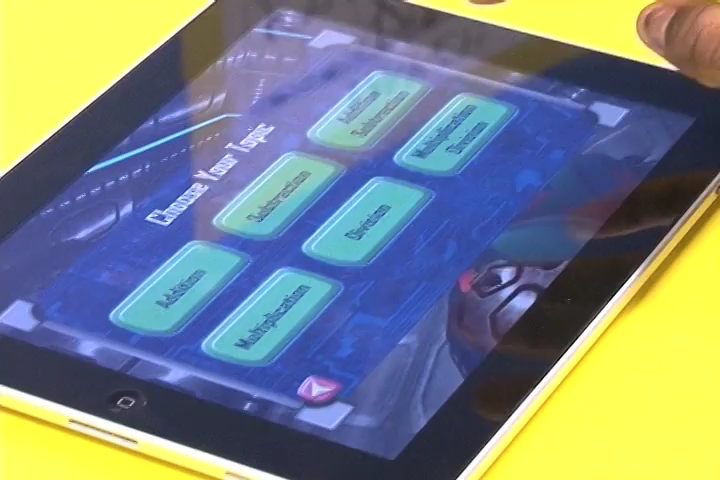 Choose Your Topic
Addition
Subtraction
Addition
Subtraction
Multiplication
Division
Multiplication
Division